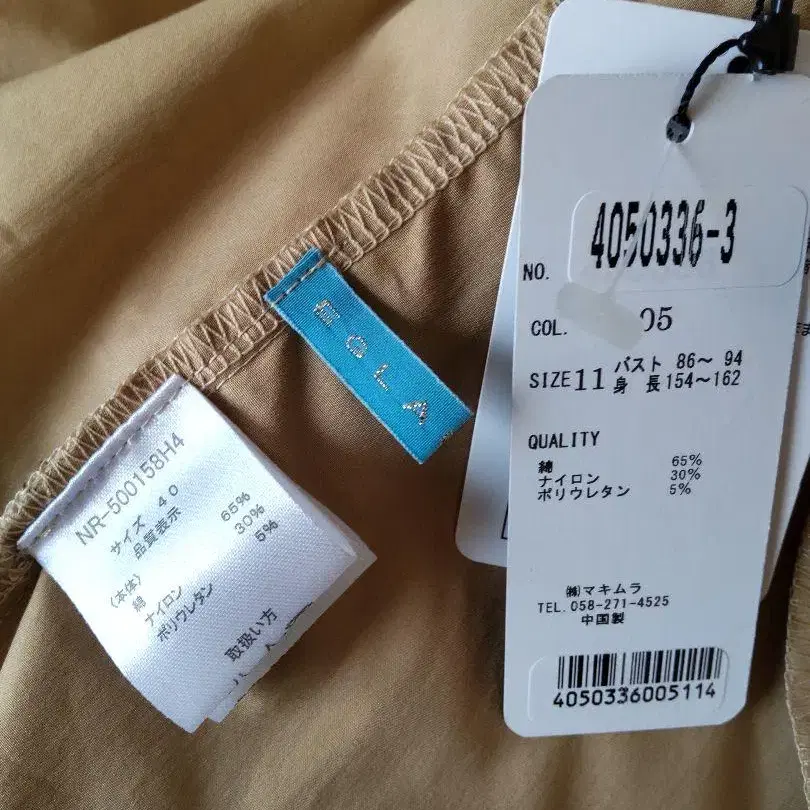 NR-500158H4
サイズ 40
品質表示
(本体)
綿 65%
ナイロン 30%
ポリウレタン 5%
取扱い方
EGLA
NO. 4050336-3
COL. 05
SIZE 11 バスト 86～ 94
身 長 154～162
QUALITY
綿 65%
ナイロン 30%
ポリウレタン 5%
㈱マキムラ
TEL.058-271-4525
中国製
4050336005114